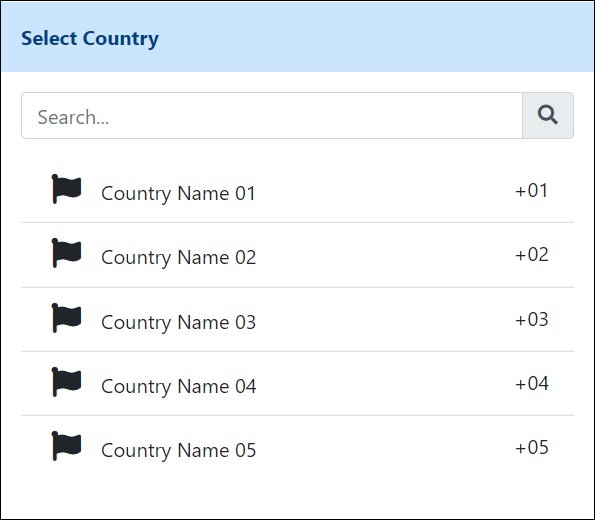 Select Country
Search...
Country Name 01 +01
Country Name 02 +02
Country Name 03 +03
Country Name 04 +04
Country Name 05 +05